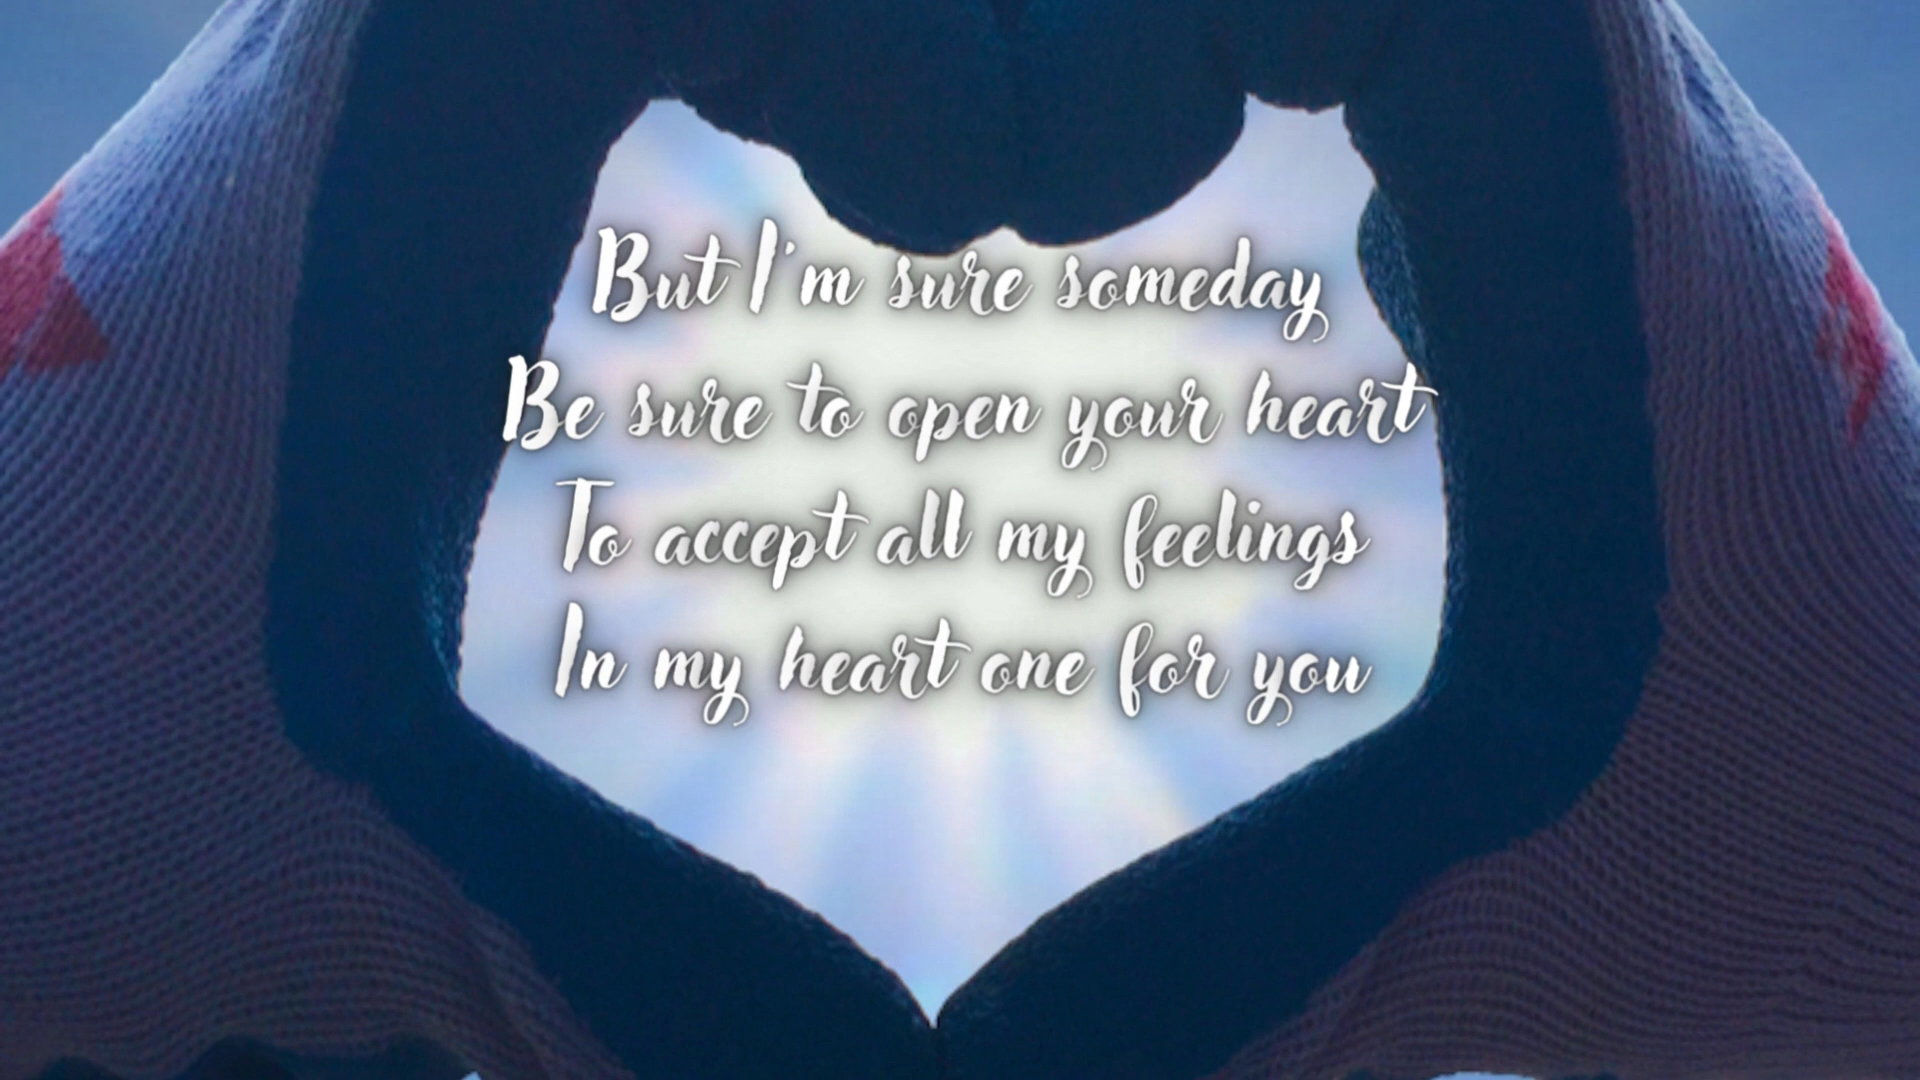 But I'm sure someday
Be sure to open your heart
To accept all my feelings
In my heart one for you